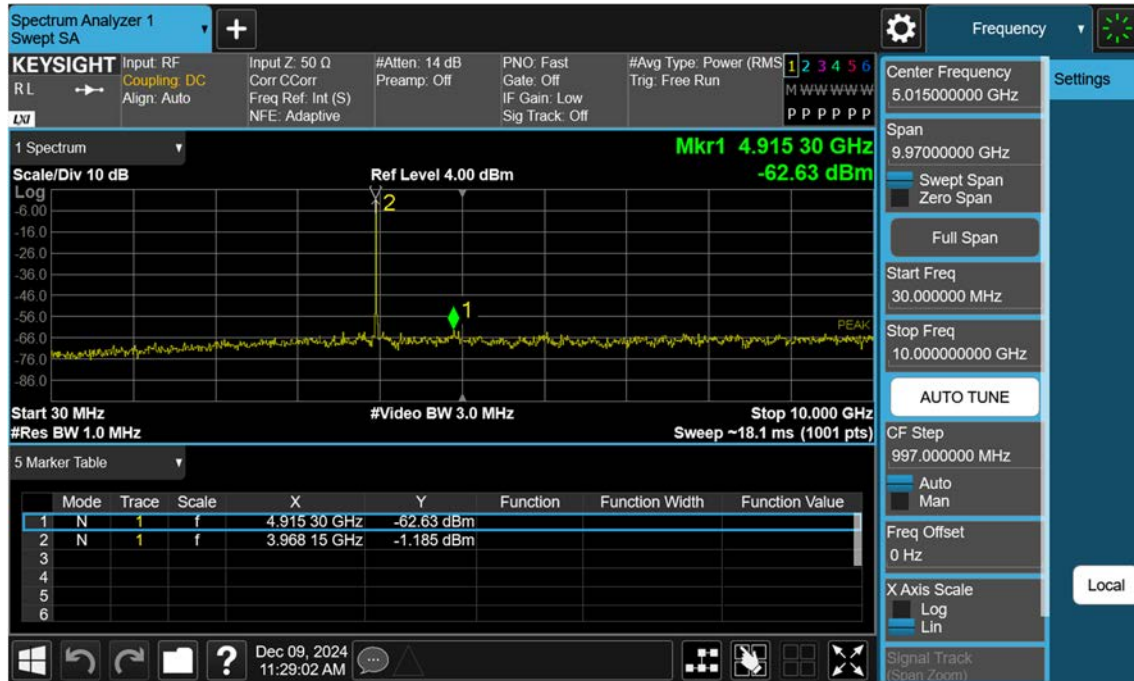 Spectrum Analyzer 1
Swept SA
Frequency
KEYSIGHT
RL
LXI
Input: RF
Coupling: DC
Align: Auto
Input Z: 50 Ω
Corr CCorr
Freq Ref: Int (S)
NFE: Adaptive
#Atten: 14 dB
Preamp: Off
PNO: Fast
Gate: Off
IF Gain: Low
Sig Track: Off
#Avg Type: Power (RMS
Trig: Free Run
1 2 3 4 5 6
M W W W W W
P P P P P P
1 Spectrum
Mkr1 4.915 30 GHz
Scale/Div 10 dB
Ref Level 4.00 dBm
-62.63 dBm
Log
-6.00
-16.0
-26.0
-36.0
-46.0
-56.0
-66.0
-76.0
-86.0
2
1
PEAK
Start 30 MHz
#Video BW 3.0 MHz
Stop 10.000 GHz
#Res BW 1.0 MHz
Sweep ~18.1 ms (1001 pts)
5 Marker Table
Mode Trace Scale X Y Function Function Width Function Value
1 N 1 f 4.915 30 GHz -62.63 dBm
2 N 1 f 3.968 15 GHz -1.185 dBm
3
4
5
6
?
Dec 09, 2024
11:29:02 AM
Center Frequency
5.015000000 GHz
Span
9.97000000 GHz
Swept Span
Zero Span
Full Span
Start Freq
30.000000 MHz
Stop Freq
10.000000000 GHz
AUTO TUNE
CF Step
997.000000 MHz
Auto
Man
Freq Offset
0 Hz
X Axis Scale
Log
Lin
Signal Track
(Span Zoom)
Settings
Local